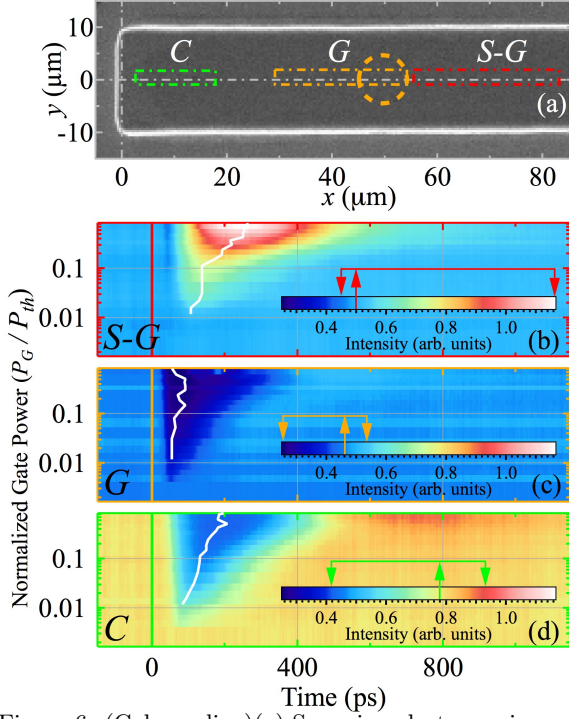 10
0
-10
y (μm)
C
G
S-G
(a)
0
20
40
60
80
x (μm)
Normalized Gate Power (P_G / P_th)
0.1
0.01
S-G
0.4
0.6
0.8
1.0
Intensity (arb. units)
(b)
0.1
0.01
G
0.4
0.6
0.8
1.0
Intensity (arb. units)
(c)
0.1
0.01
C
0.4
0.6
0.8
1.0
Intensity (arb. units)
(d)
0
400
800
Time (ps)